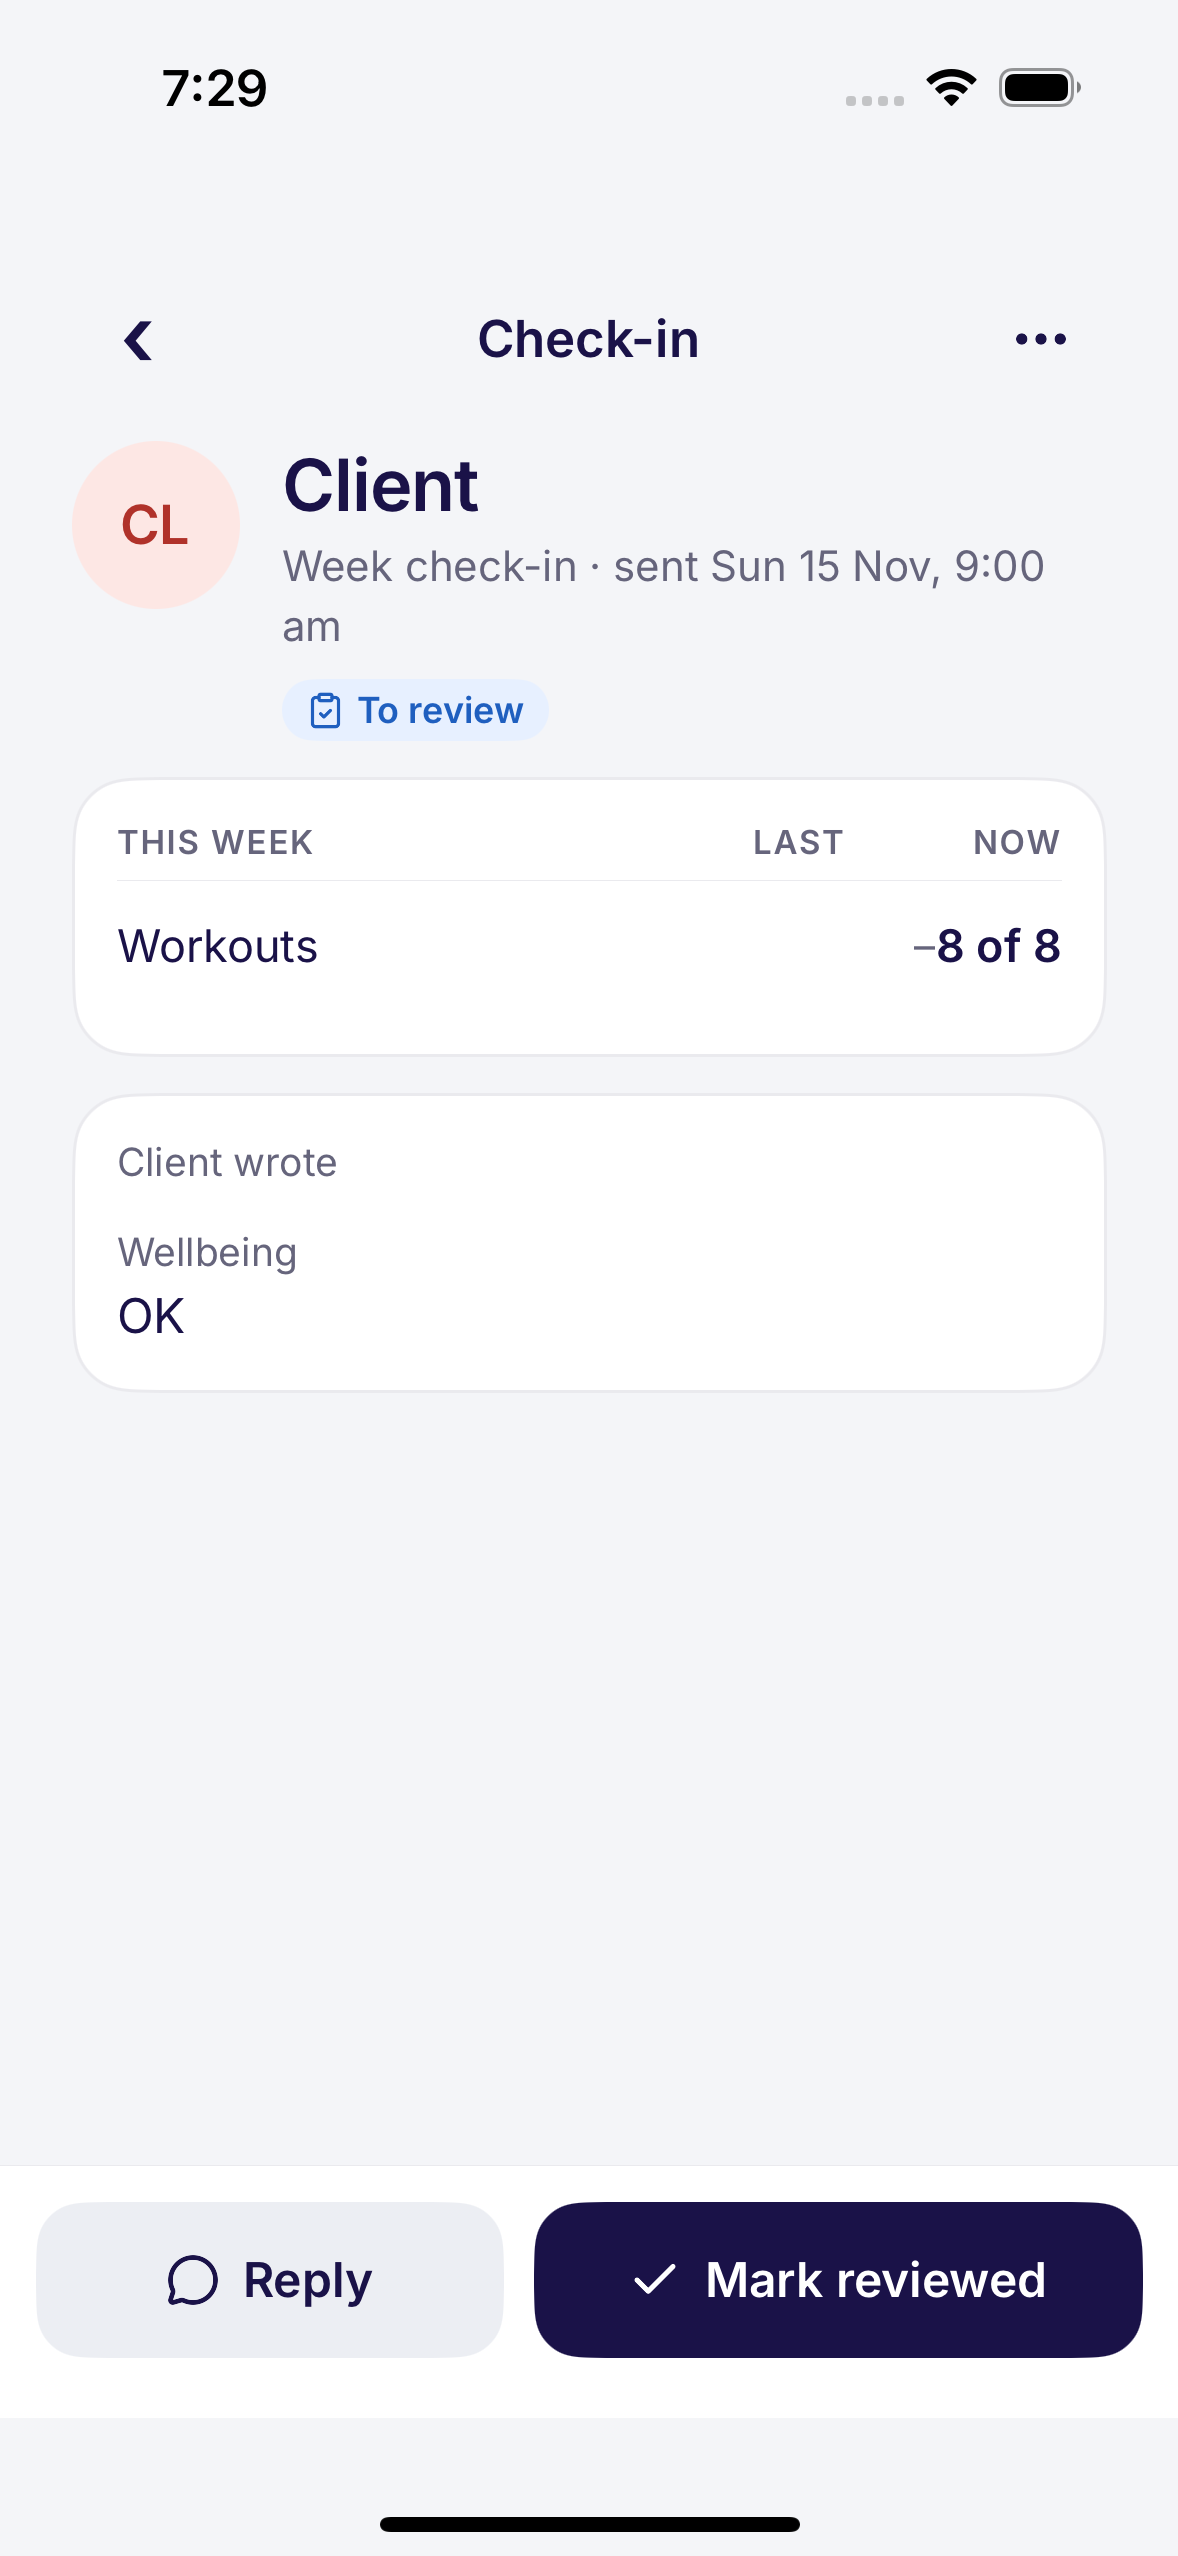 7:29
Check-in
CL
Client
Week check-in · sent Sun 15 Nov, 9:00
am
To review
THIS WEEK LAST NOW
Workouts –8 of 8
Client wrote
Wellbeing
OK
Reply
Mark reviewed